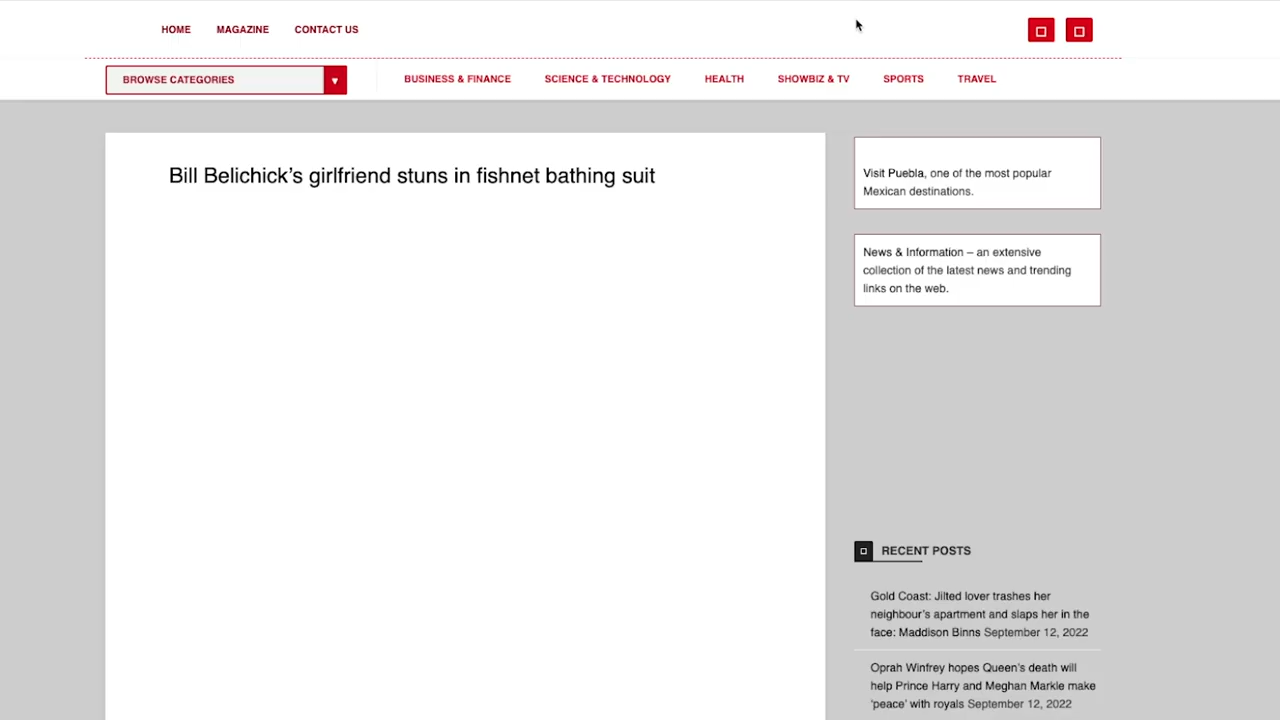 HOME MAGAZINE CONTACT US
BROWSE CATEGORIES ▼ BUSINESS & FINANCE SCIENCE & TECHNOLOGY HEALTH SHOWBIZ & TV SPORTS TRAVEL
Bill Belichick’s girlfriend stuns in fishnet bathing suit
Visit Puebla, one of the most popular
Mexican destinations.
News & Information – an extensive
collection of the latest news and trending
links on the web.
RECENT POSTS
Gold Coast: Jilted lover trashes her
neighbour’s apartment and slaps her in the
face: Maddison Binns September 12, 2022
Oprah Winfrey hopes Queen’s death will
help Prince Harry and Meghan Markle make
‘peace’ with royals September 12, 2022